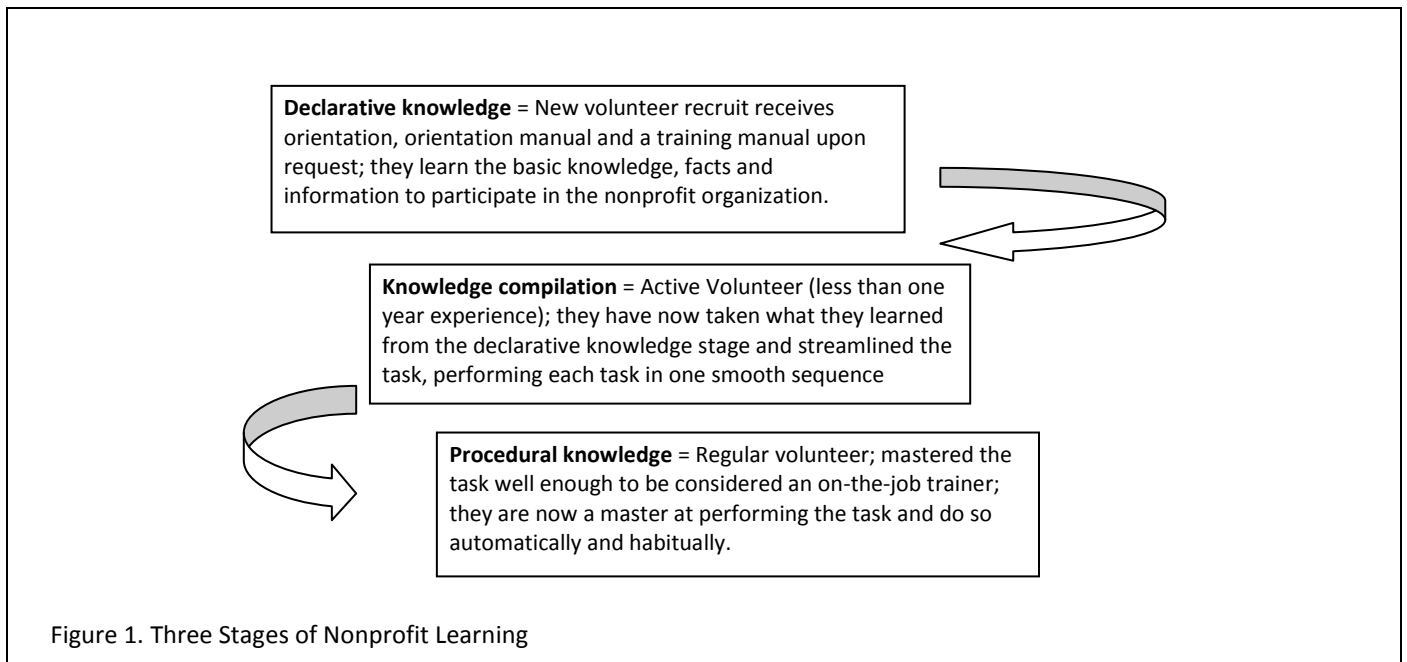 Declarative knowledge = New volunteer recruit receives
orientation, orientation manual and a training manual upon
request; they learn the basic knowledge, facts and
information to participate in the nonprofit organization.
Knowledge compilation = Active Volunteer (less than one
year experience); they have now taken what they learned
from the declarative knowledge stage and streamlined the
task, performing each task in one smooth sequence
Procedural knowledge = Regular volunteer; mastered the
task well enough to be considered an on-the-job trainer;
they are now a master at performing the task and do so
automatically and habitually.
Figure 1. Three Stages of Nonprofit Learning